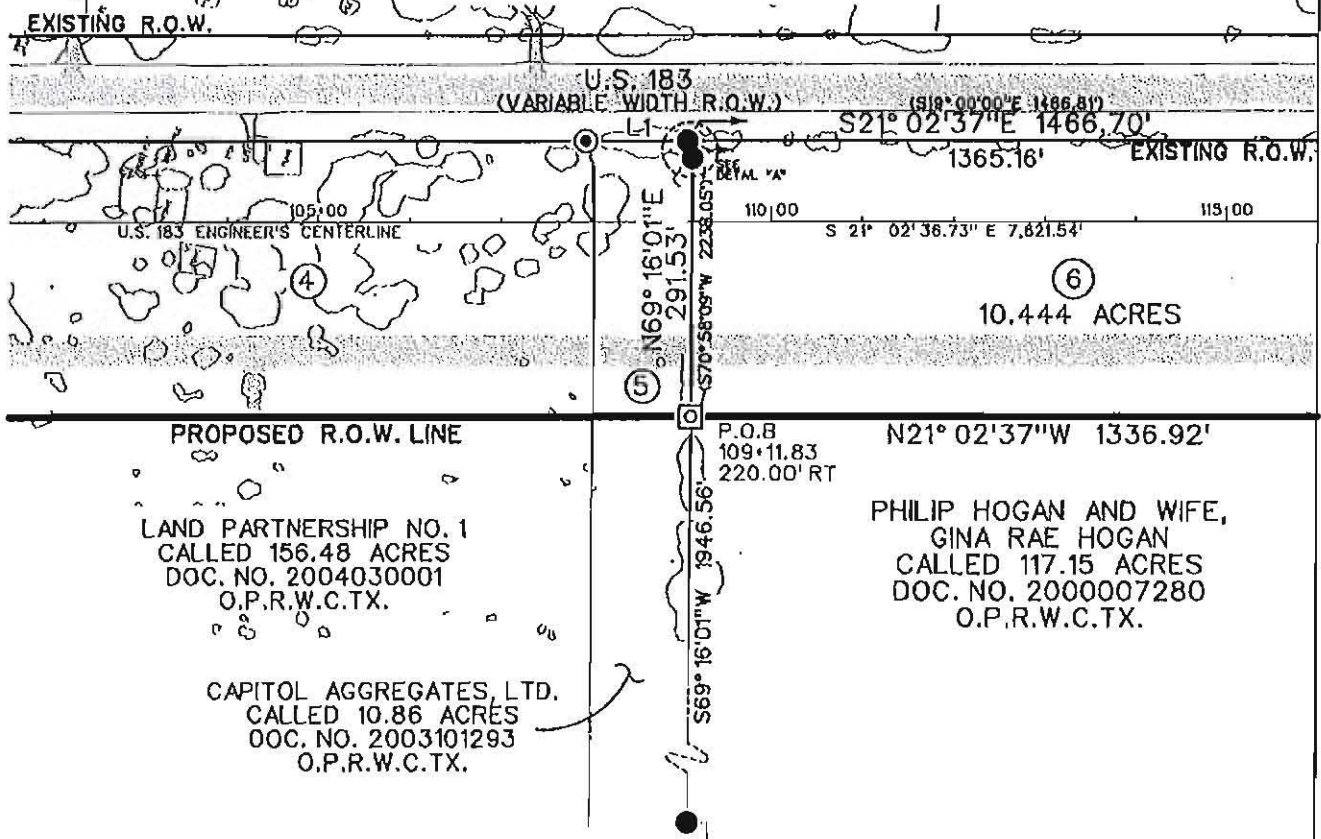 EXISTING R.O.W.
U.S. 183
(VARIABLE WIDTH R.O.W.)
(S19°00'00"E 1466.81')
L1
S21°02'37"E 1466.70'
1365.16'
EXISTING R.O.W.
SEE
DETAIL "A"
105+00
110+00
115+00
U.S. 183 ENGINEER'S CENTERLINE
S 21° 02'36.73" E 7,621.54'
N69° 16'01"E
291.53'
(S70°58'09"W 2238.05')
4
5
6
10.444 ACRES
PROPOSED R.O.W. LINE
P.O.B
109+11.83
220.00' RT
N21°02'37"W 1336.92'
S69° 16'01"W 1946.56'
LAND PARTNERSHIP NO. 1
CALLED 156.48 ACRES
DOC. NO. 2004030001
O.P.R.W.C.TX.
PHILIP HOGAN AND WIFE,
GINA RAE HOGAN
CALLED 117.15 ACRES
DOC. NO. 2000007280
O.P.R.W.C.TX.
CAPITOL AGGREGATES, LTD.
CALLED 10.86 ACRES
DOC. NO. 2003101293
O.P.R.W.C.TX.